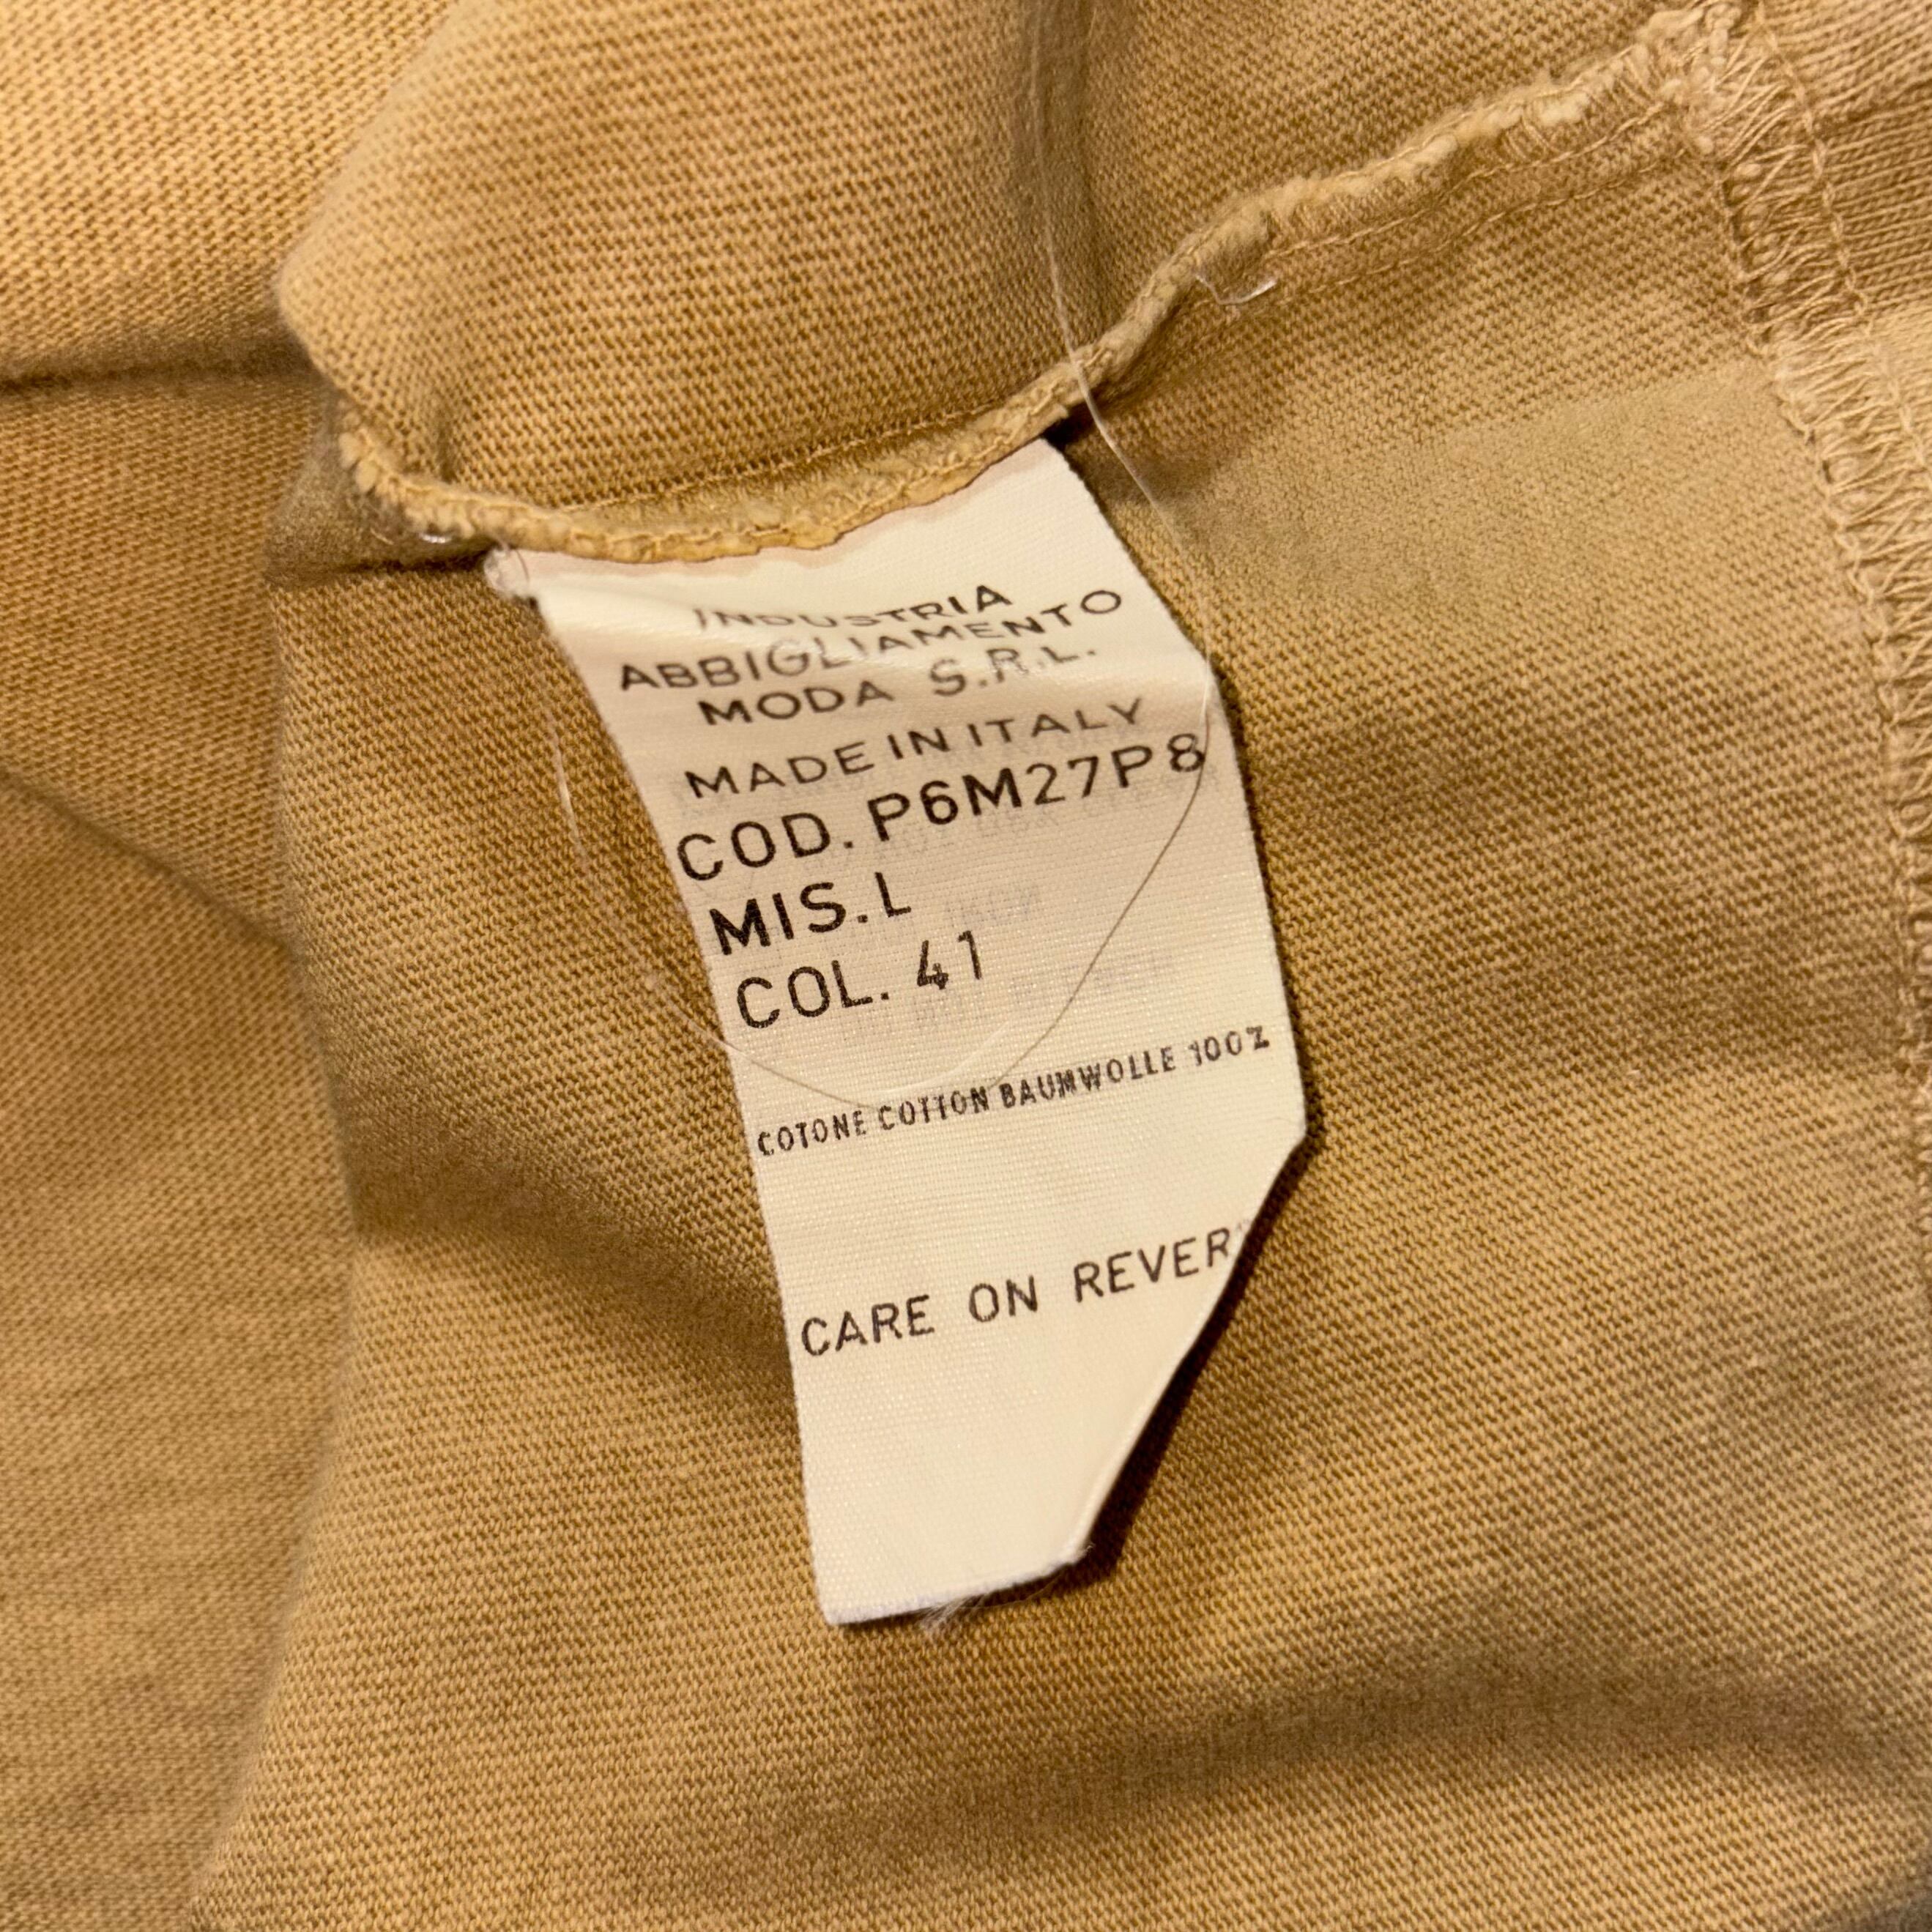 INDUSTRIA
ABBIGLIAMENTO
MODA S.R.L.
MADE IN ITALY
COD. P6M27P8
MIS. L
COL. 41
COTONE COTTON BAUMWOLLE 100%
CARE ON REVER